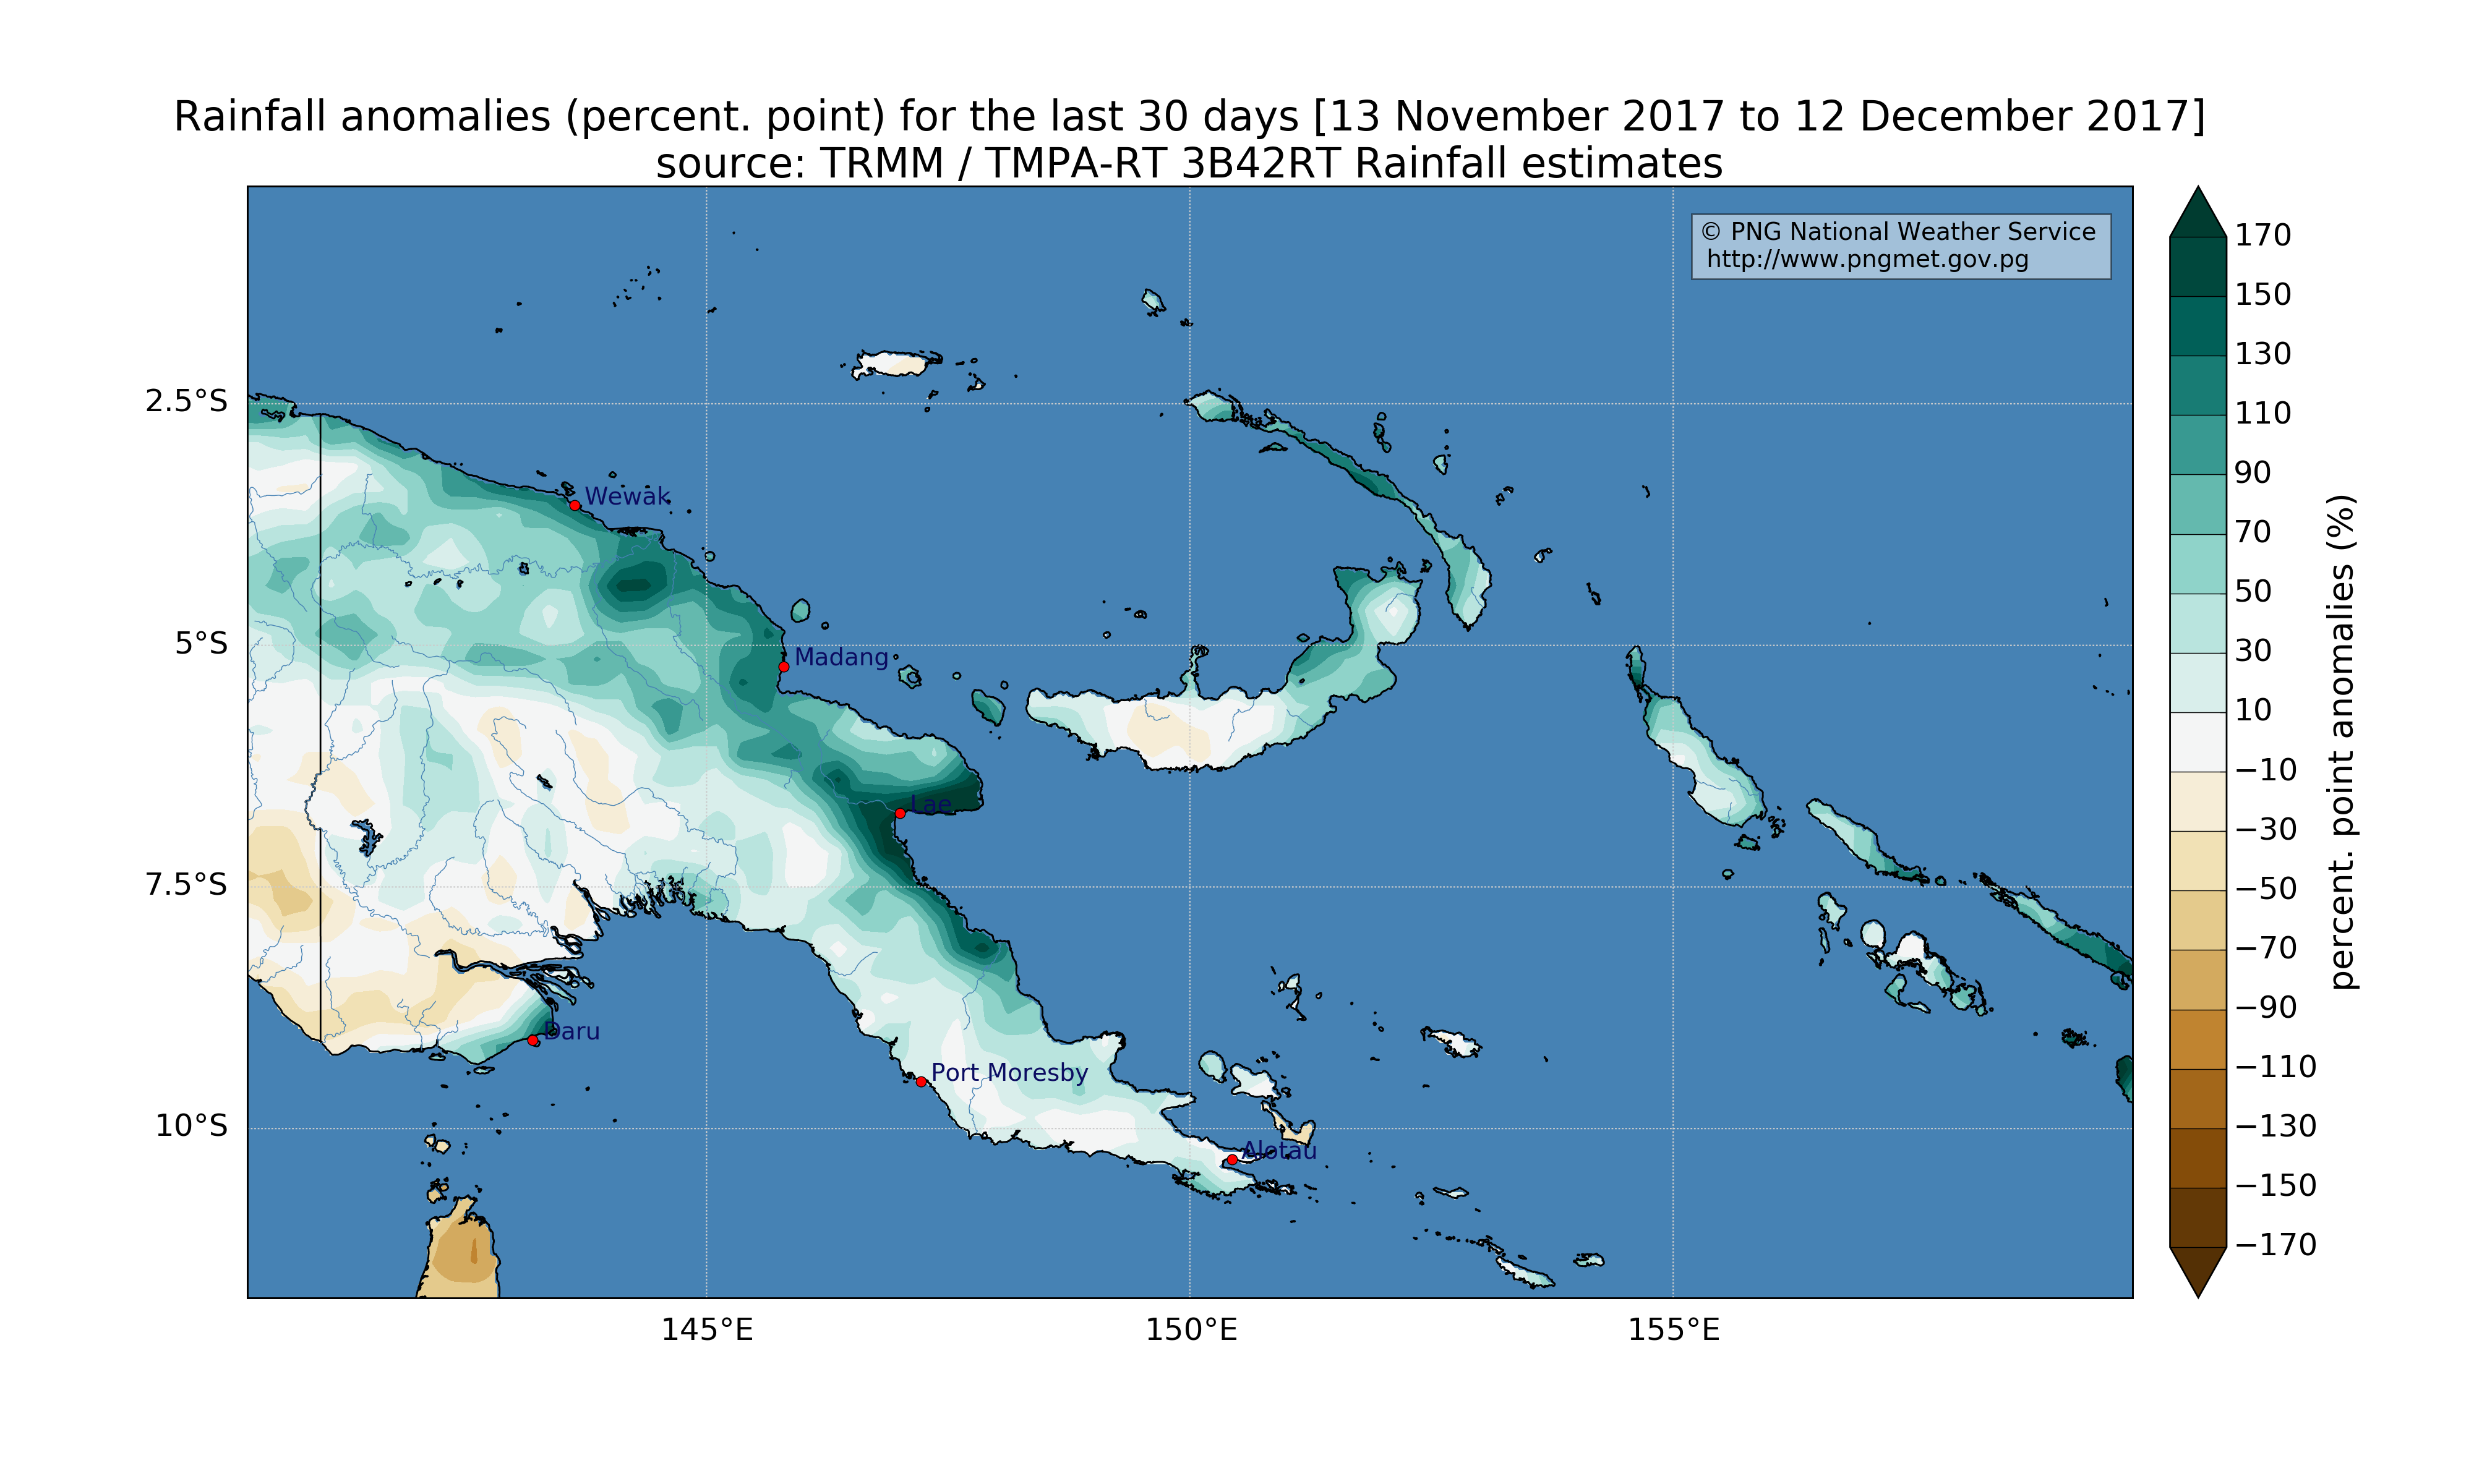 Rainfall anomalies (percent. point) for the last 30 days [13 November 2017 to 12 December 2017]
source: TRMM / TMPA-RT 3B42RT Rainfall estimates
© PNG National Weather Service
http://www.pngmet.gov.pg
2.5°S
5°S
7.5°S
10°S
145°E
150°E
155°E
Wewak
Madang
Lae
Daru
Port Moresby
Alotau
170
150
130
110
90
70
50
30
10
−10
−30
−50
−70
−90
−110
−130
−150
−170
percent. point anomalies (%)